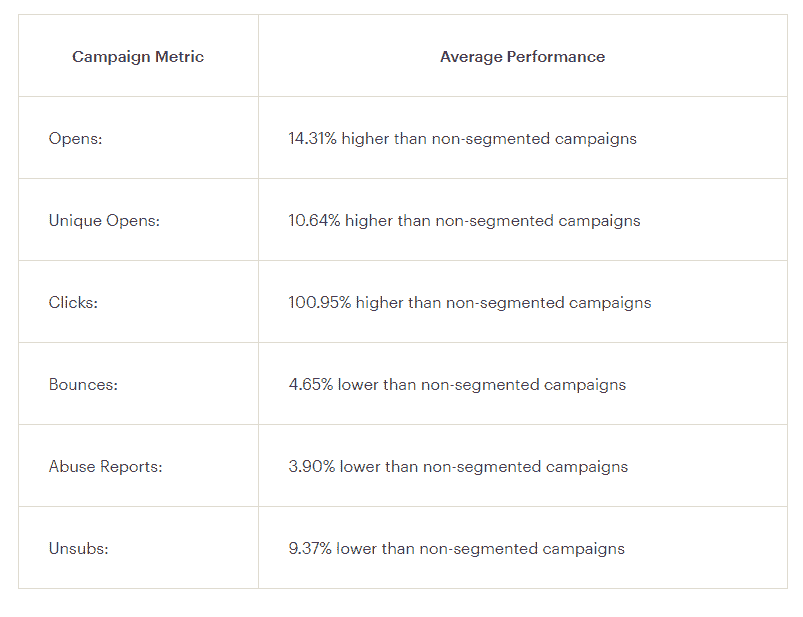 Campaign Metric
Average Performance
Opens:
14.31% higher than non-segmented campaigns
Unique Opens:
10.64% higher than non-segmented campaigns
Clicks:
100.95% higher than non-segmented campaigns
Bounces:
4.65% lower than non-segmented campaigns
Abuse Reports:
3.90% lower than non-segmented campaigns
Unsubs:
9.37% lower than non-segmented campaigns